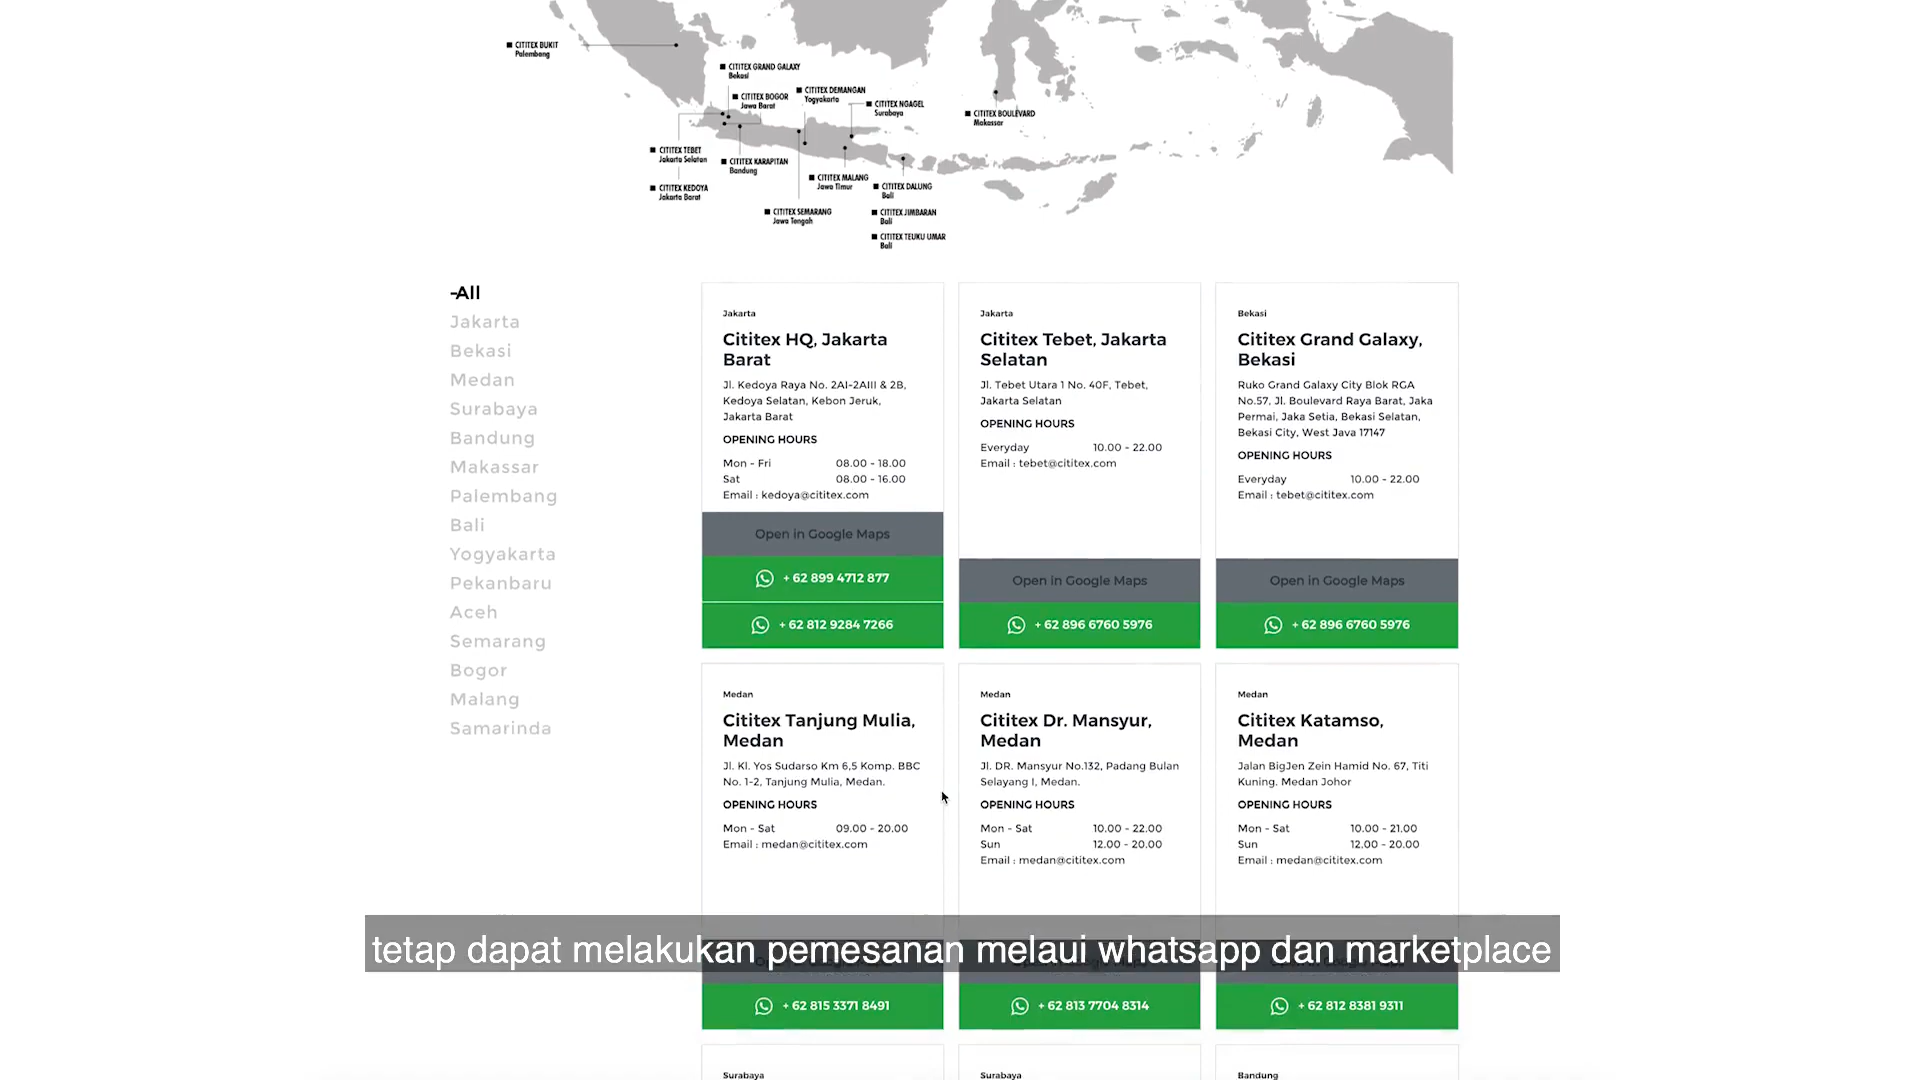 CITITEX BUKIT
Palembang
CITITEX GRAND GALAXY
Bekasi
CITITEX BOGOR
Jawa Barat
CITITEX DEMANGAN
Yogyakarta
CITITEX NGAGEL
Surabaya
CITITEX BOULEVARD
Makassar
CITITEX TEBET
Jakarta Selatan
CITITEX KARAPITAN
Bandung
CITITEX MALANG
Jawa Timur
CITITEX KEDOYA
Jakarta Barat
CITITEX DALUNG
Bali
CITITEX SEMARANG
Jawa Tengah
CITITEX JIMBARAN
Bali
CITITEX TEUKU UMAR
Bali
-All
Jakarta
Bekasi
Medan
Surabaya
Bandung
Makassar
Palembang
Bali
Yogyakarta
Pekanbaru
Aceh
Semarang
Bogor
Malang
Samarinda
Jakarta
Cititex HQ, Jakarta
Barat
Jl. Kedoya Raya No. 2AI-2AIII & 2B,
Kedoya Selatan, Kebon Jeruk,
Jakarta Barat
OPENING HOURS
Mon - Fri 08.00 - 18.00
Sat 08.00 - 16.00
Email : kedoya@cititex.com
Open in Google Maps
+ 62 899 4712 877
+ 62 812 9284 7266
Jakarta
Cititex Tebet, Jakarta
Selatan
Jl. Tebet Utara 1 No. 40F, Tebet,
Jakarta Selatan
OPENING HOURS
Everyday 10.00 - 22.00
Email : tebet@cititex.com
Open in Google Maps
+ 62 896 6760 5976
Bekasi
Cititex Grand Galaxy,
Bekasi
Ruko Grand Galaxy City Blok RGA
No.57, Jl. Boulevard Raya Barat, Jaka
Permai, Jaka Setia, Bekasi Selatan,
Bekasi City, West Java 17147
OPENING HOURS
Everyday 10.00 - 22.00
Email : tebet@cititex.com
Open in Google Maps
+ 62 896 6760 5976
Medan
Cititex Tanjung Mulia,
Medan
Jl. Kl. Yos Sudarso Km 6,5 Komp. BBC
No. 1-2, Tanjung Mulia, Medan.
OPENING HOURS
Mon - Sat 09.00 - 20.00
Email : medan@cititex.com
+ 62 815 3371 8491
Medan
Cititex Dr. Mansyur,
Medan
Jl. DR. Mansyur No.132, Padang Bulan
Selayang I, Medan.
OPENING HOURS
Mon - Sat 10.00 - 22.00
Sun 12.00 - 20.00
Email : medan@cititex.com
+ 62 813 7704 8314
Medan
Cititex Katamso,
Medan
Jalan BigJen Zein Hamid No. 67, Titi
Kuning. Medan Johor
OPENING HOURS
Mon - Sat 10.00 - 21.00
Sun 12.00 - 20.00
Email : medan@cititex.com
+ 62 812 8381 9311
tetap dapat melakukan pemesanan melaui whatsapp dan marketplace
Surabaya
Surabaya
Bandung